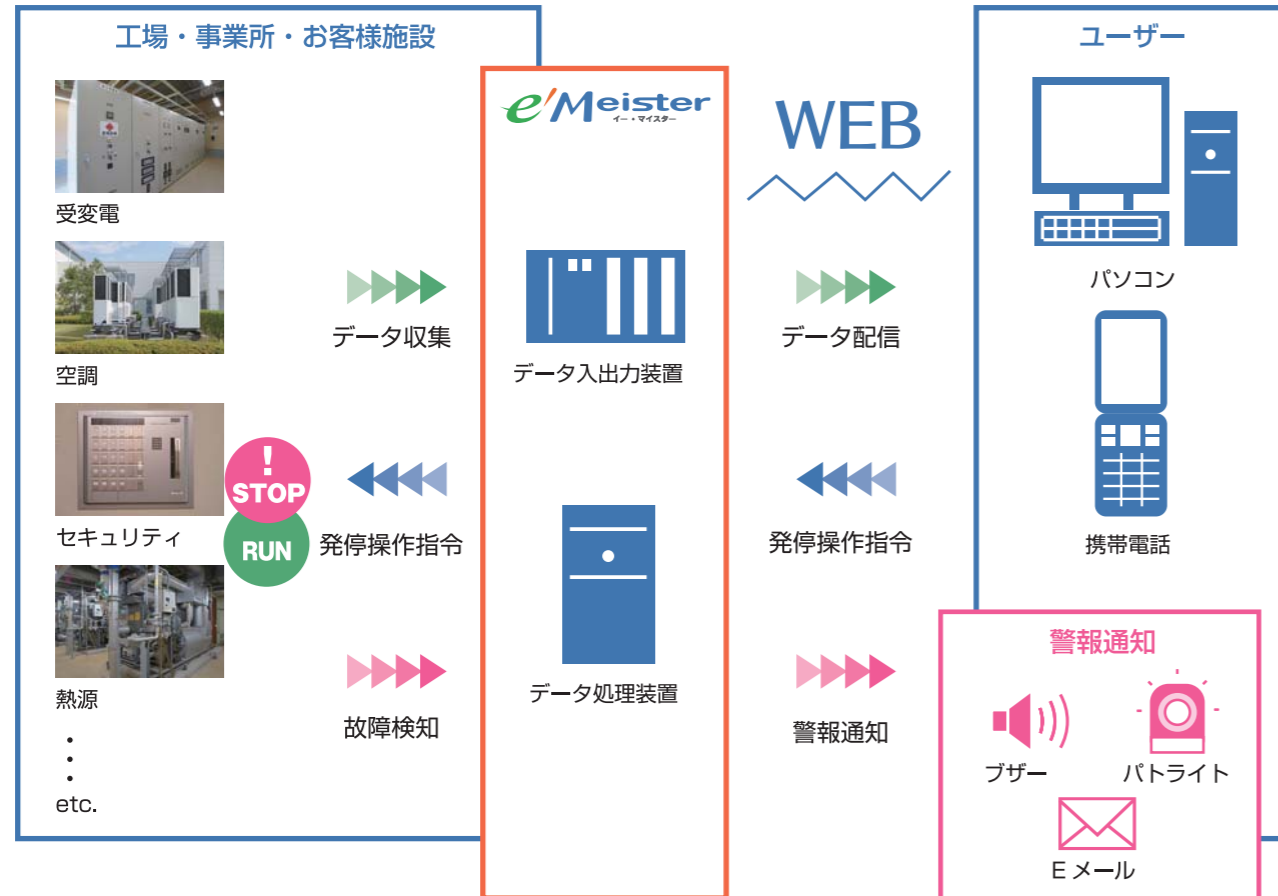 工場・事業所・お客様施設
受変電
空調
セキュリティ
熱源
・
・
・
etc.
! STOP
RUN
データ収集
発停操作指令
故障検知
e'Meister
イー・マイスター
データ入出力装置
データ処理装置
WEB
データ配信
発停操作指令
警報通知
ユーザー
パソコン
携帯電話
警報通知
ブザー
パトライト
Eメール